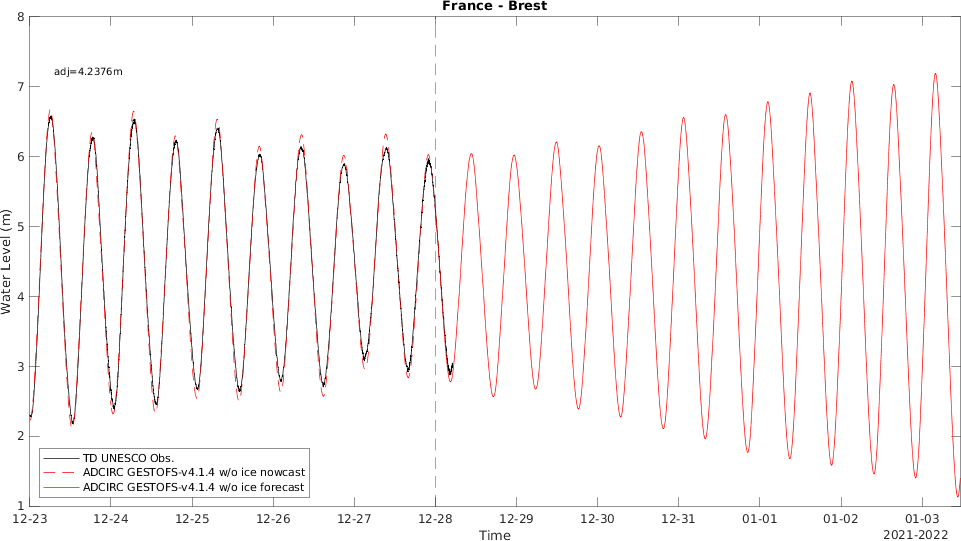 France - Brest
adj=4.2376m
8
7
6
5
4
3
2
1
Water Level (m)
TD UNESCO Obs.
ADCIRC GESTOFS-v4.1.4 w/o ice nowcast
ADCIRC GESTOFS-v4.1.4 w/o ice forecast
12-23 12-24 12-25 12-26 12-27 12-28 12-29 12-30 12-31 01-01 01-02 01-03
Time
2021-2022